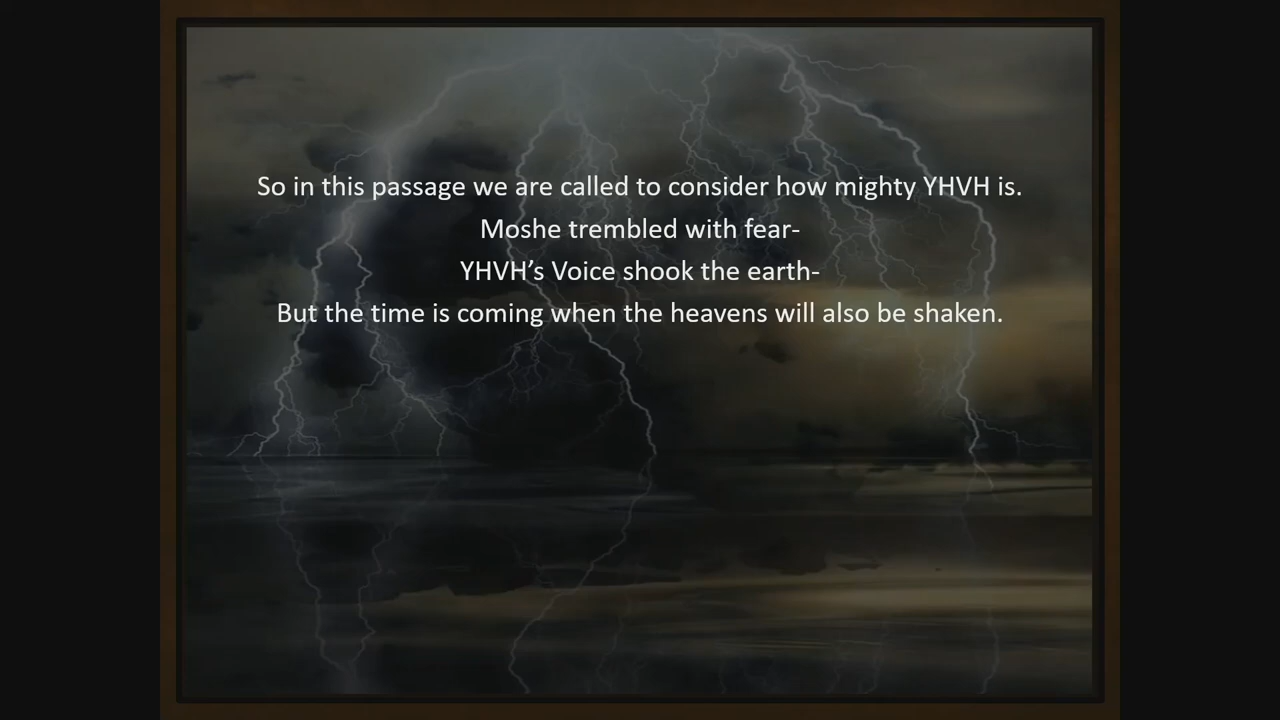 So in this passage we are called to consider how mighty YHVH is.
Moshe trembled with fear-
YHVH’s Voice shook the earth-
But the time is coming when the heavens will also be shaken.